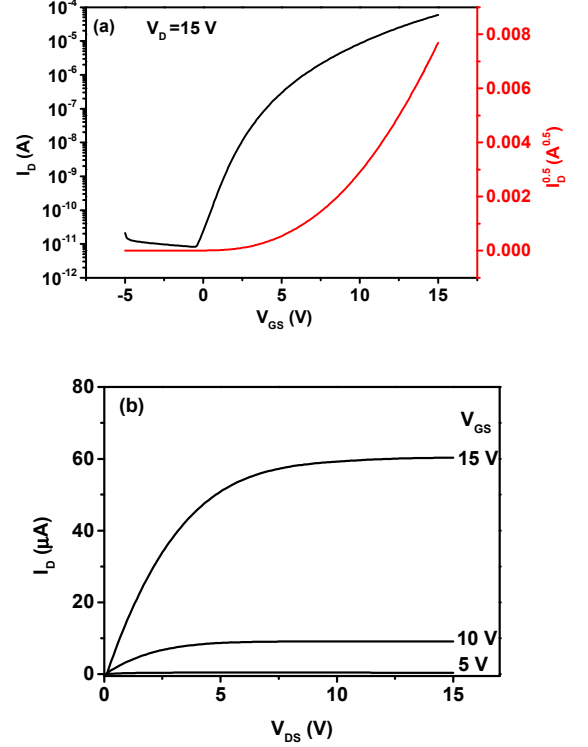 (a) V_D =15 V
10^-4
10^-5
10^-6
10^-7
10^-8
10^-9
10^-10
10^-11
10^-12
I_D (A)
0.008
0.006
0.004
0.002
0.000
I_D^0.5 (A^0.5)
-5 0 5 10 15
V_GS (V)
(b)
V_GS
15 V
10 V
5 V
80
60
40
20
0
I_D (μA)
0 5 10 15
V_DS (V)